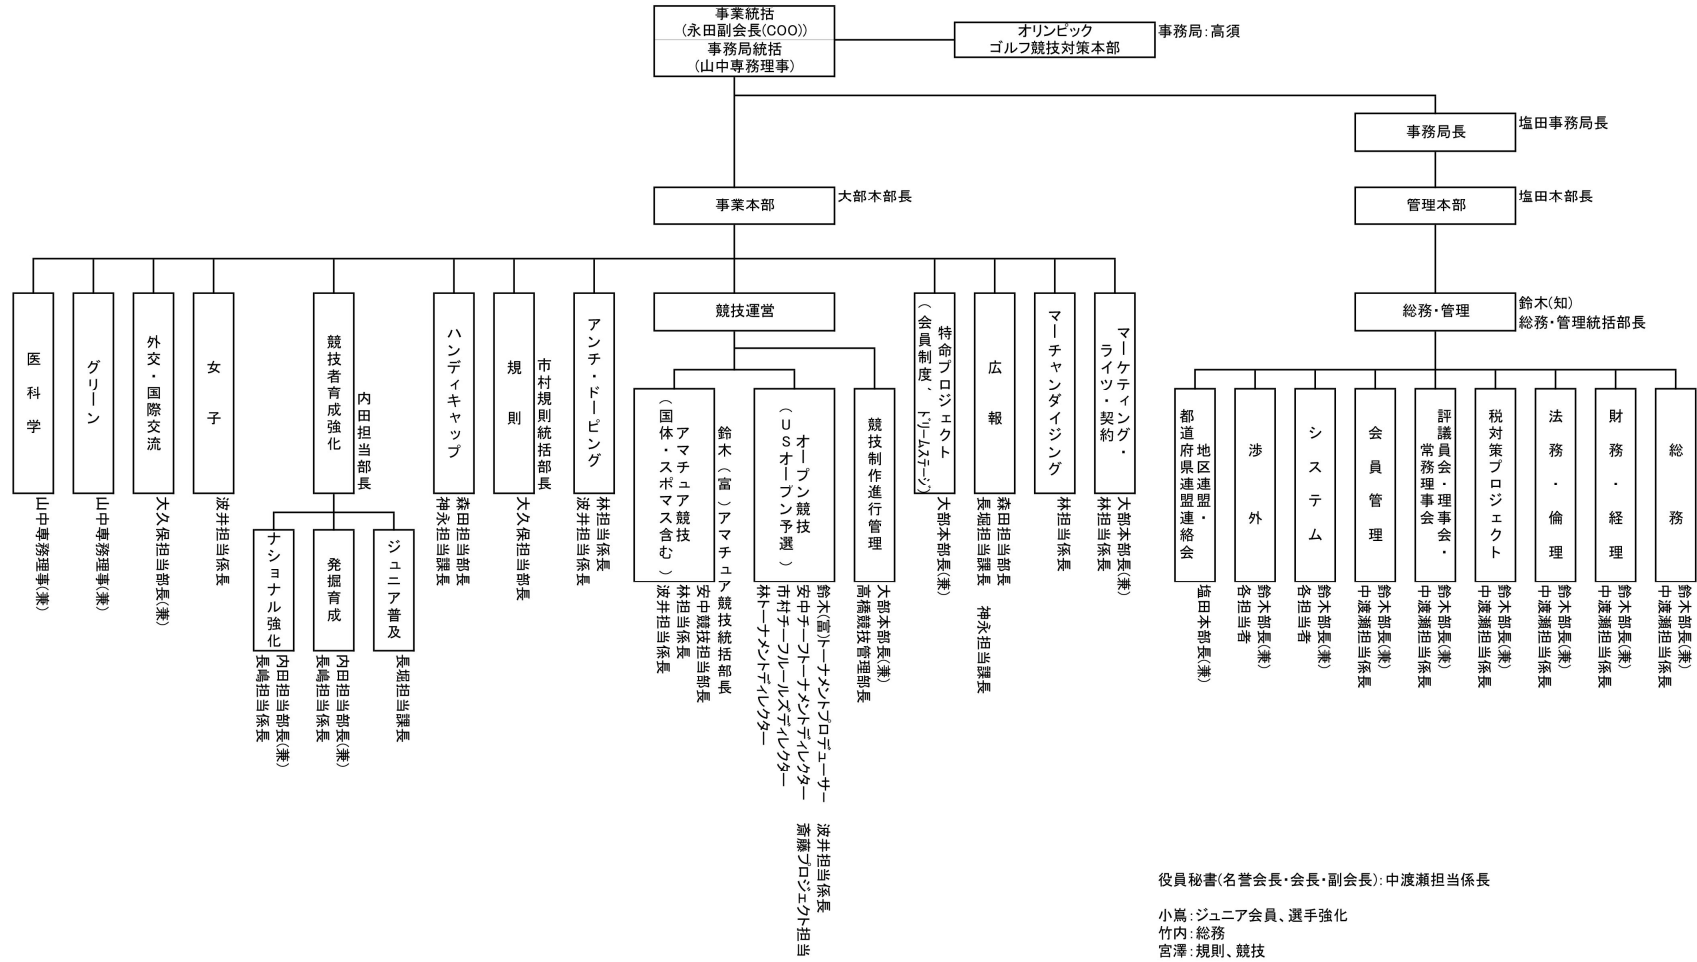 事業統括
(永田副会長(COO))
事務局統括
(山中専務理事)
オリンピック
ゴルフ競技対策本部
事務局：高須
事務局長
塩田事務局長
事業本部
大部本部長
管理本部
塩田本部長
医科学
山中専務理事(兼)
グリーン
山中専務理事(兼)
外交・国際交流
大久保担当部長(兼)
女子
波井担当係長
競技者育成強化
内田担当部長
ナショナル強化
内田担当部長(兼)
長嶋担当係長
発掘育成
内田担当部長(兼)
長嶋担当係長
ジュニア普及
長堀担当課長
ハンディキャップ
森田担当部長
神永担当課長
規則
市村規則統括部長
大久保担当部長
アンチ・ドーピング
林担当係長
波井担当係長
競技運営
アマチュア競技
(国体・スポマス含む)
鈴木(富)アマチュア競技統括部長
安中競技担当部長
林担当係長
波井担当係長
オープン競技
(USオープン予選)
鈴木(富)トーナメントプロデューサー　波井担当係長
安中チーフトーナメントディレクター　斎藤プロジェクト担当
市村チーフルールズディレクター
林トーナメントディレクター
競技制作進行管理
大部本部長(兼)
高橋競技管理部長
特命プロジェクト
(会員制度、ドリームステージ)
大部本部長(兼)
広報
森田担当部長
長堀担当課長　神永担当課長
マーチャンダイジング
林担当係長
マーケティング・
ライツ・契約
大部本部長(兼)
林担当係長
総務・管理
鈴木(知)
総務・管理統括部長
地区連盟・
都道府県連盟連絡会
塩田本部長(兼)
渉外
鈴木部長(兼)
各担当者
システム
鈴木部長(兼)
各担当者
会員管理
鈴木部長(兼)
中渡瀬担当係長
評議員会・理事会・
常務理事会
鈴木部長(兼)
中渡瀬担当係長
税対策プロジェクト
鈴木部長(兼)
中渡瀬担当係長
法務・倫理
鈴木部長(兼)
中渡瀬担当係長
財務・経理
鈴木部長(兼)
中渡瀬担当係長
総務
鈴木部長(兼)
中渡瀬担当係長
役員秘書(名誉会長・会長・副会長)：中渡瀬担当係長
小嶌：ジュニア会員、選手強化
竹内：総務
宮澤：規則、競技